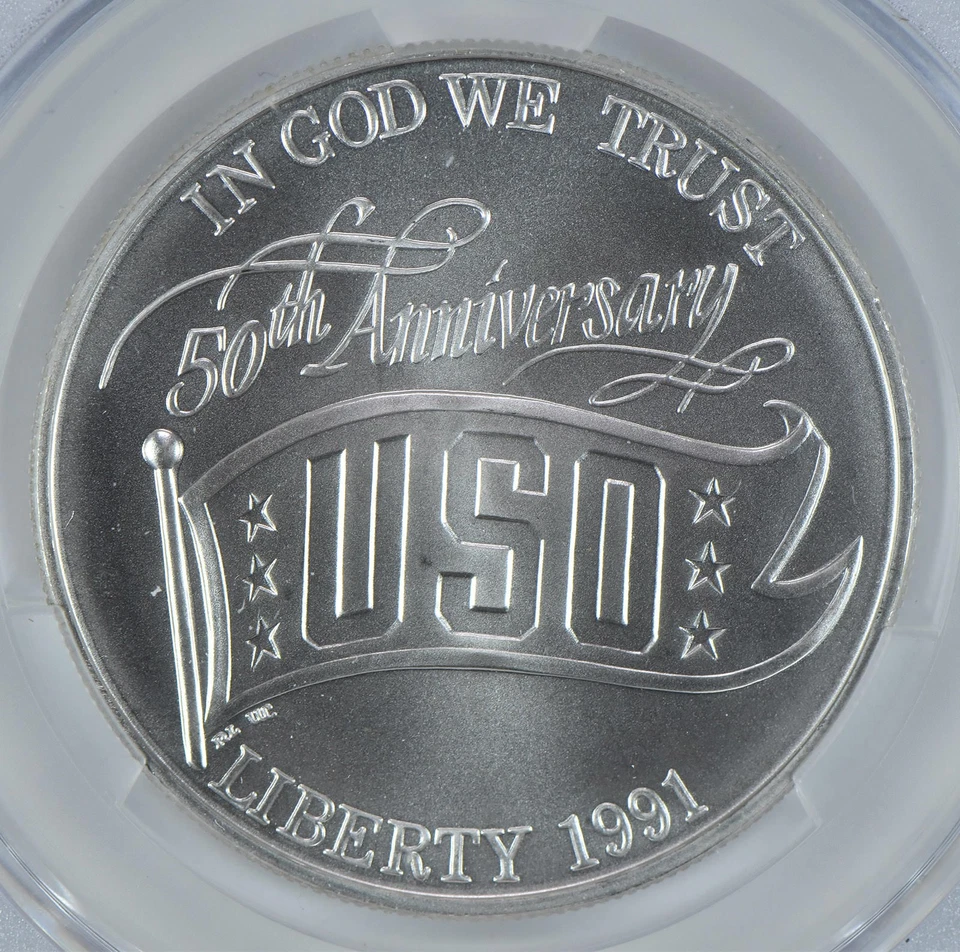 IN GOD WE TRUST
50th Anniversary
USO
LIBERTY 1991